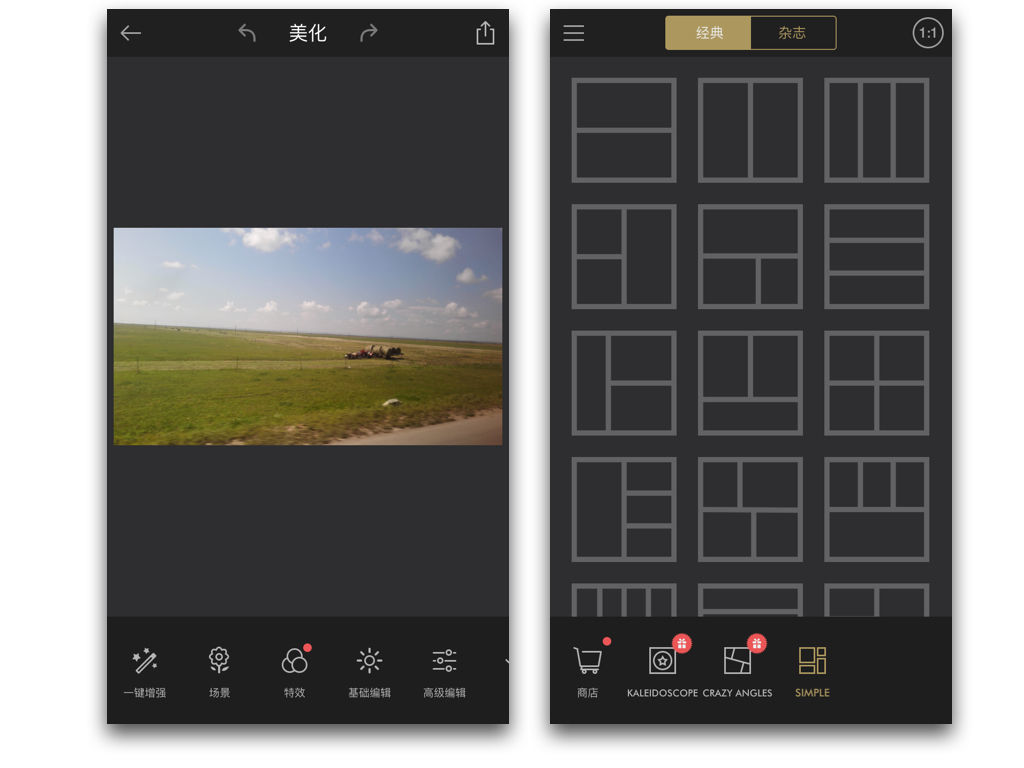 美化
一键增强
场景
特效
基础编辑
高级编辑
经典
杂志
1:1
商店
KALEIDOSCOPE
CRAZY ANGLES
SIMPLE